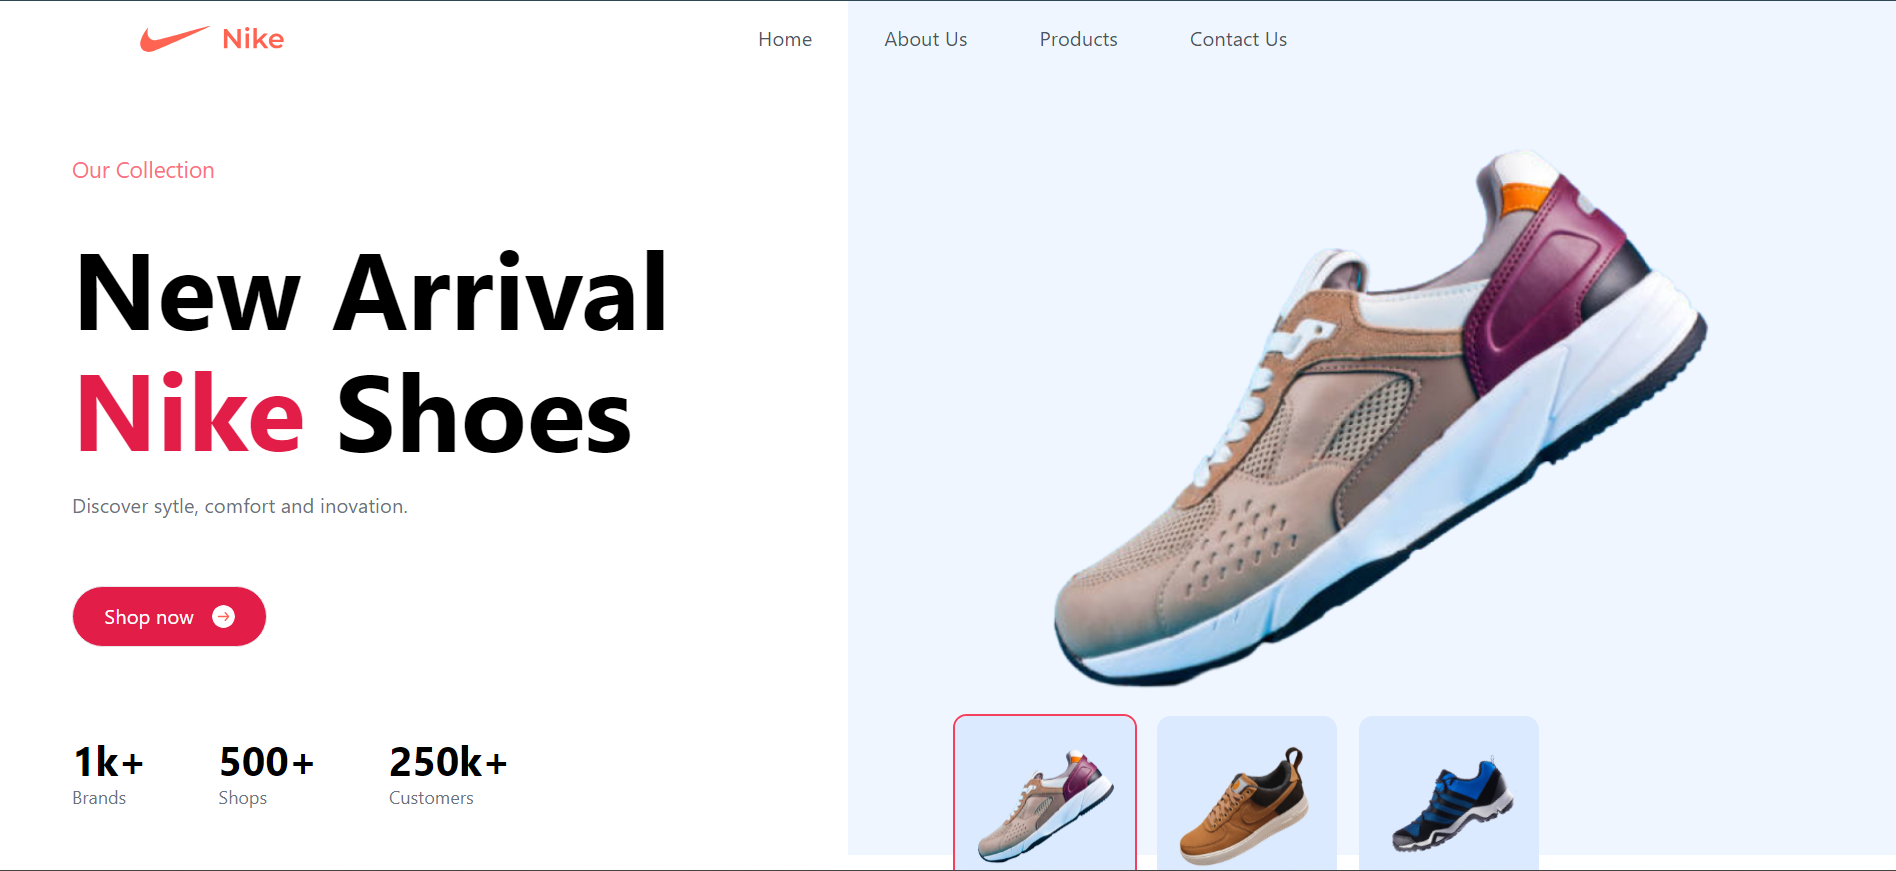 Nike
Home
About Us
Products
Contact Us
Our Collection
New Arrival
Nike Shoes
Discover sytle, comfort and inovation.
Shop now
1k+
Brands
500+
Shops
250k+
Customers